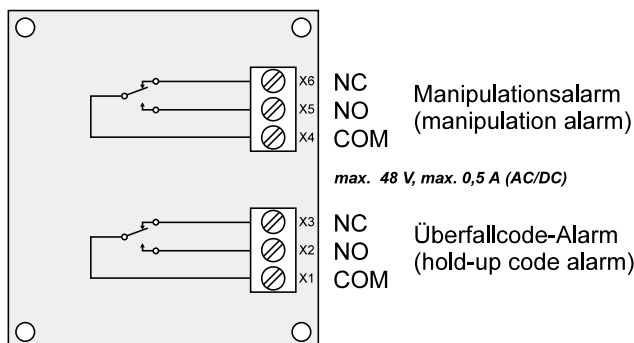 X6 NC
X5 NO
X4 COM
Manipulationsalarm
(manipulation alarm)
max. 48 V, max. 0,5 A (AC/DC)
X3 NC
X2 NO
X1 COM
Überfallcode-Alarm
(hold-up code alarm)